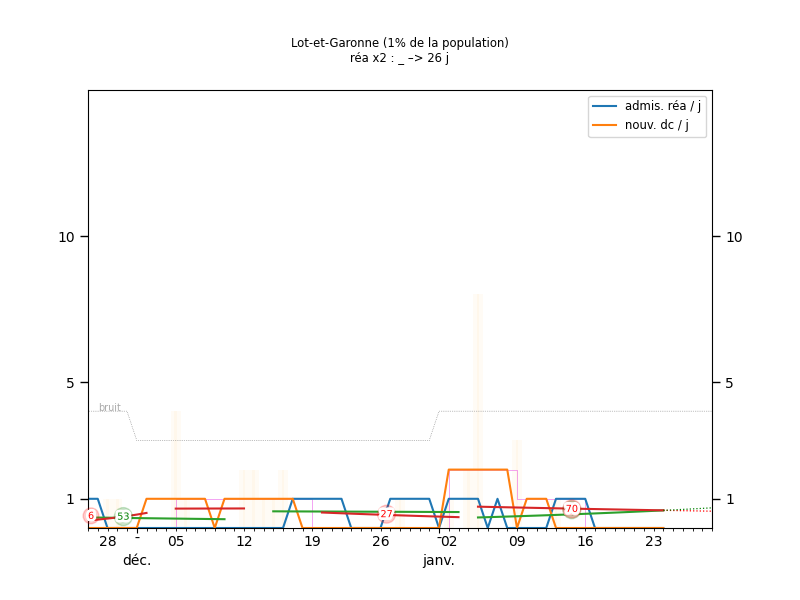 Lot-et-Garonne (1% de la population)
réa x2 : _ –> 26 j
admis. réa / j
nouv. dc / j
10 10
5 5
bruit
1 1
6 53 27 70
28 - 05 12 19 26 - 02 09 16 23
déc. janv.